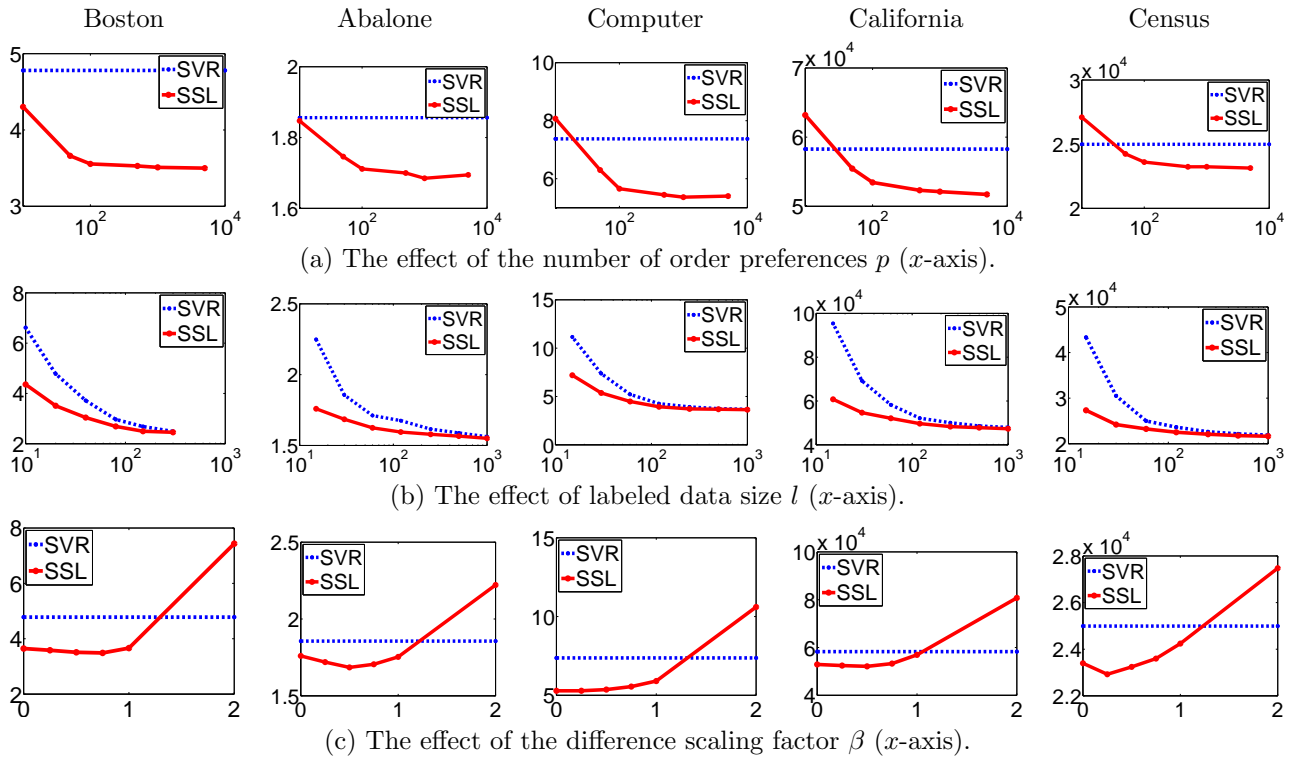 Boston Abalone Computer California Census
5
4
3
10^2 10^4
SVR
SSL
2
1.8
1.6
10^2 10^4
SVR
SSL
10
8
6
10^2 10^4
SVR
SSL
x 10^4
7
6
5
10^2 10^4
SVR
SSL
x 10^4
3
2.5
2
10^2 10^4
SVR
SSL
(a) The effect of the number of order preferences p (x-axis).
8
6
4
2
10^1 10^2 10^3
SVR
SSL
2.5
2
1.5
10^1 10^2 10^3
SVR
SSL
15
10
5
0
10^1 10^2 10^3
SVR
SSL
x 10^4
10
8
6
4
10^1 10^2 10^3
SVR
SSL
x 10^4
5
4
3
2
10^1 10^2 10^3
SVR
SSL
(b) The effect of labeled data size l (x-axis).
8
6
4
2
0 1 2
SVR
SSL
2.5
2
1.5
0 1 2
SVR
SSL
15
10
5
0 1 2
SVR
SSL
x 10^4
10
8
6
4
0 1 2
SVR
SSL
x 10^4
2.8
2.6
2.4
2.2
0 1 2
SVR
SSL
(c) The effect of the difference scaling factor β (x-axis).